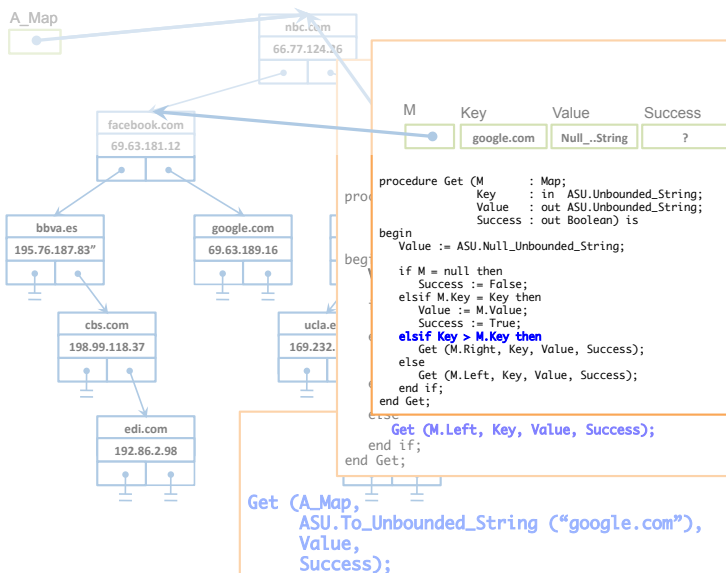 A_Map
nbc.com
66.77.124.26
M Key Value Success
google.com Null_..String ?
facebook.com
69.63.181.12
procedure Get (M : Map;
Key : in ASU.Unbounded_String;
Value : out ASU.Unbounded_String;
Success : out Boolean) is
begin
Value := ASU.Null_Unbounded_String;
if M = null then
Success := False;
elsif M.Key = Key then
Value := M.Value;
Success := True;
elsif Key > M.Key then
Get (M.Right, Key, Value, Success);
else
Get (M.Left, Key, Value, Success);
end if;
end Get;
bbva.es
195.76.187.83”
google.com
69.63.189.16
cbs.com
198.99.118.37
ucla.e
169.232.
edi.com
192.86.2.98
else
Get (M.Left, Key, Value, Success);
end if;
end Get;
Get (A_Map,
ASU.To_Unbounded_String (“google.com”),
Value,
Success);